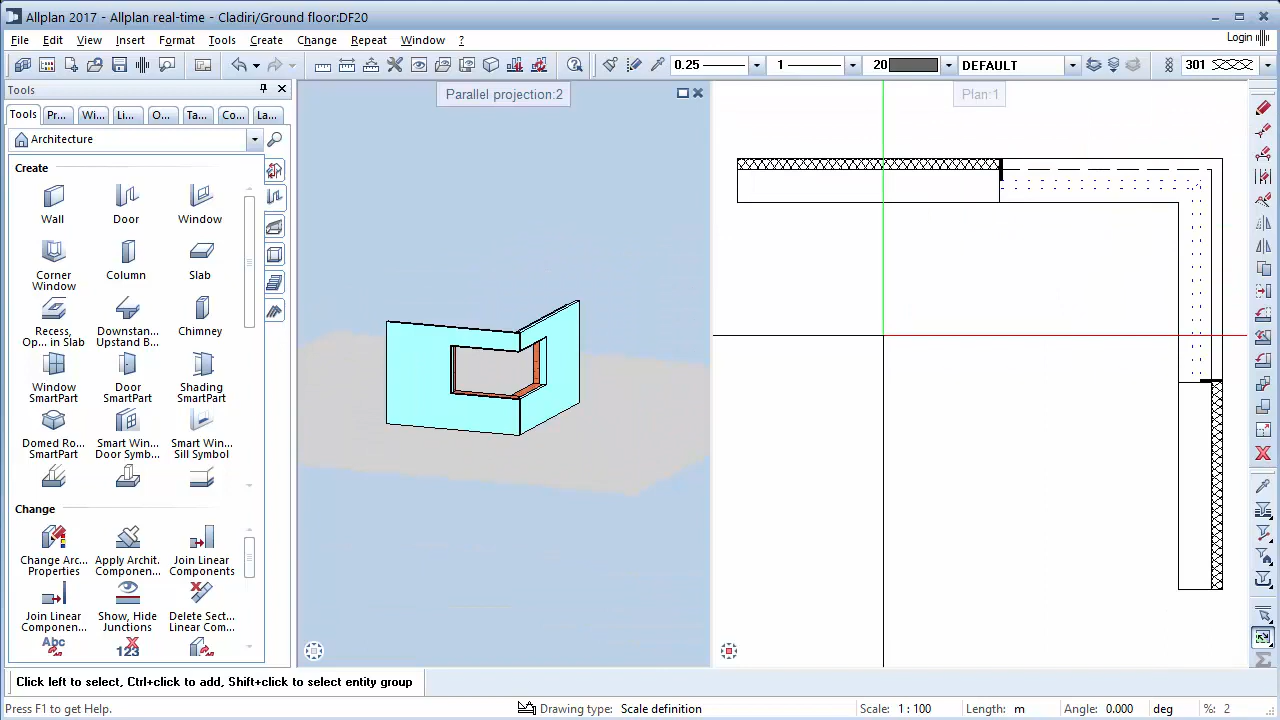 Allplan 2017 - Allplan real-time - Cladiri/Ground floor:DF20
File Edit View Insert Format Tools Create Change Repeat Window ?
Login
0.25 1 20 DEFAULT 301
Tools
Parallel projection:2
Plan:1
Tools Pr... Wi... Li... O... Ta... Co... La...
Architecture
Create
Wall Door Window
Corner Window
Column
Slab
Recess, Op... in Slab
Downstan... Upstand B...
Chimney
Window SmartPart
Door SmartPart
Shading SmartPart
Domed Ro... SmartPart
Smart Win... Door Symb...
Smart Win... Sill Symbol
Change
Change Arc... Properties
Apply Archit. Componen...
Join Linear Components
Join Linear Componen...
Show, Hide Junctions
Delete Sect... Linear Com...
Abc
123
Click left to select, Ctrl+click to add, Shift+click to select entity group
Press F1 to get Help. Drawing type: Scale definition Scale: 1 : 100 Length: m Angle: 0.000 deg %: 2